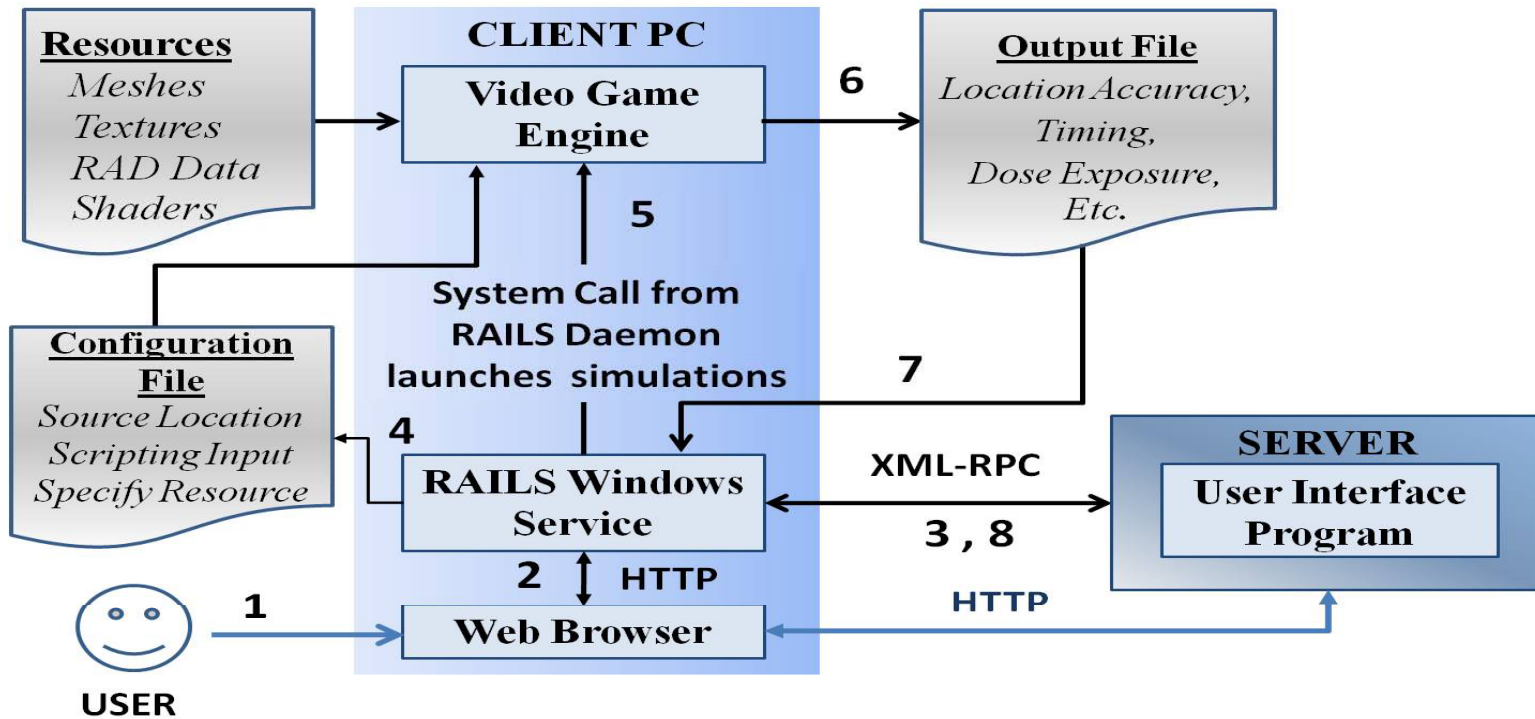 Resources
Meshes
Textures
RAD Data
Shaders
CLIENT PC
Video Game
Engine
6
Output File
Location Accuracy,
Timing,
Dose Exposure,
Etc.
5
System Call from
RAILS Daemon
launches simulations
7
Configuration
File
Source Location
Scripting Input
Specify Resource
4
RAILS Windows
Service
XML-RPC
3 , 8
SERVER
User Interface
Program
2
HTTP
1
Web Browser
HTTP
USER